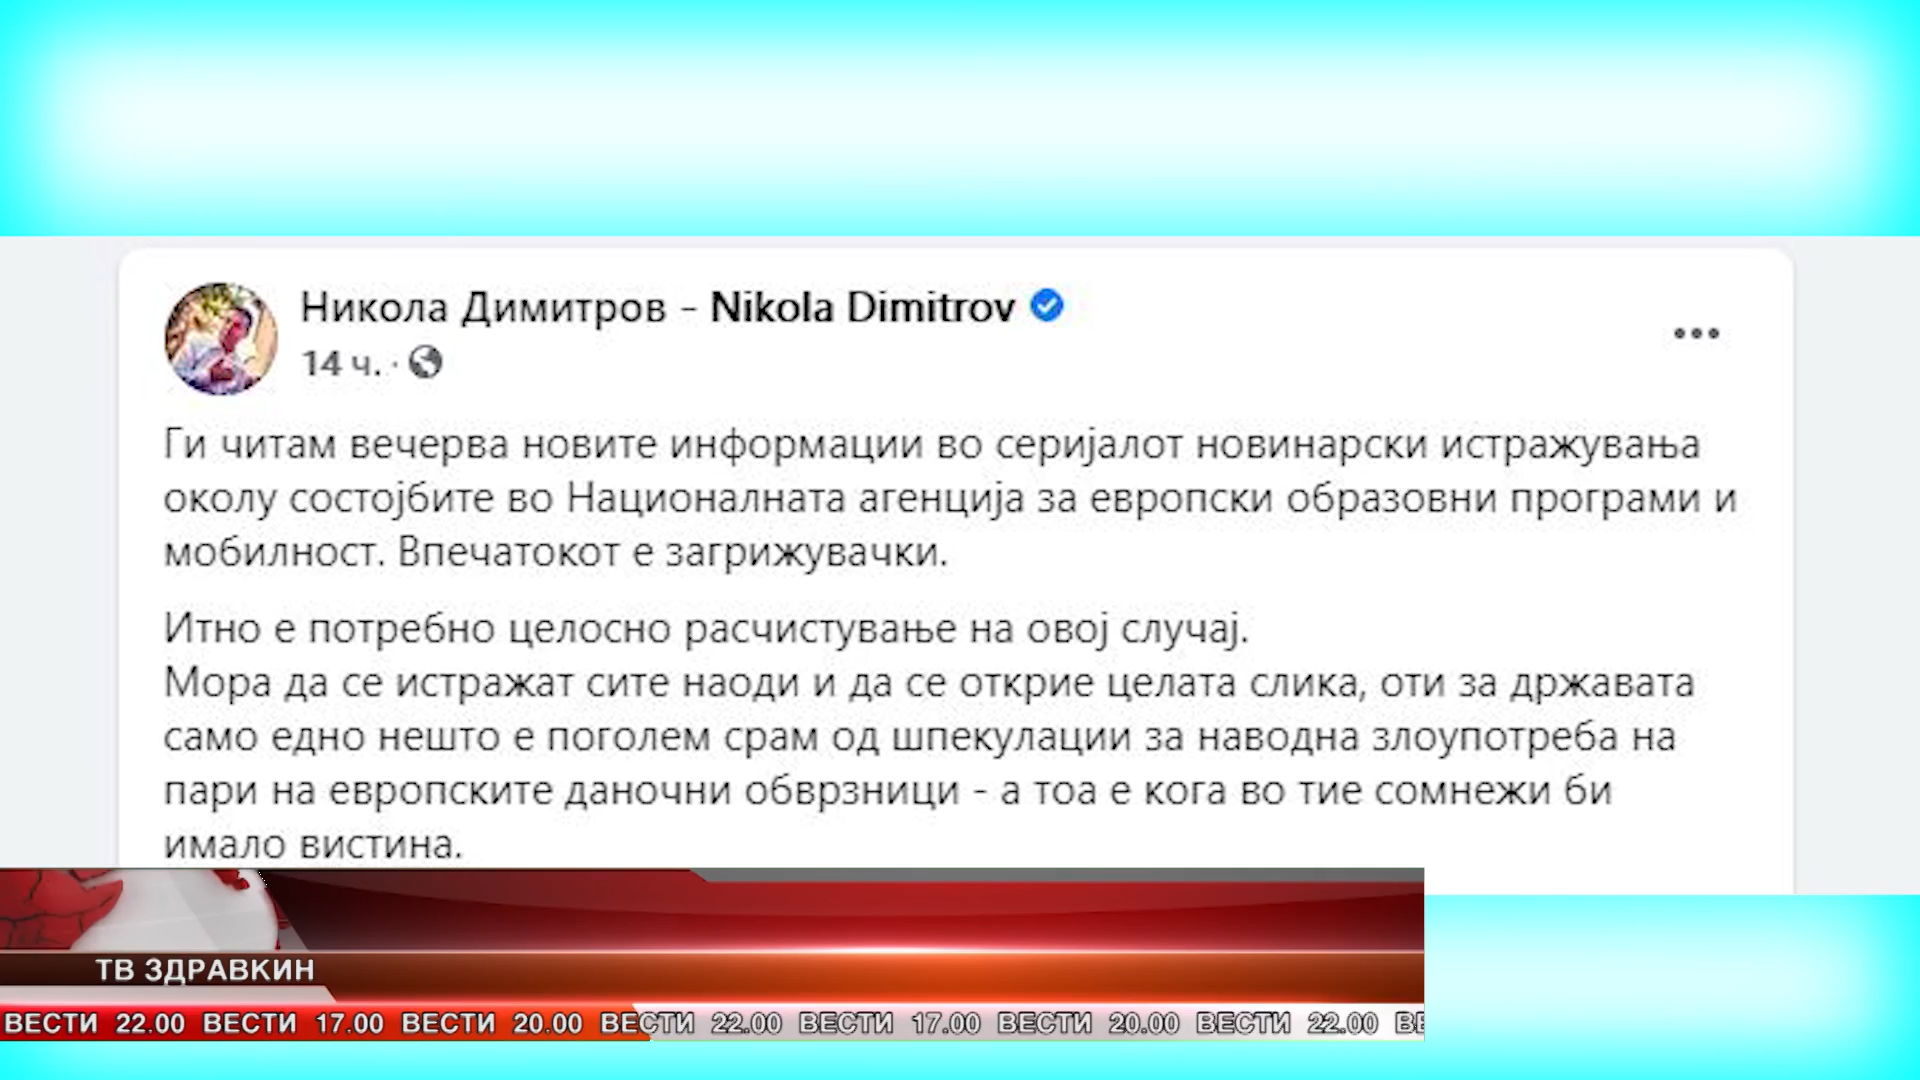 Никола Димитров - Nikola Dimitrov
14 ч. ·
Ги читам вечерва новите информации во серијалот новинарски истражувања
околу состојбите во Националната агенција за европски образовни програми и
мобилност. Впечатокот е загрижувачки.
Итно е потребно целосно расчистување на овој случај.
Мора да се истражат сите наоди и да се открие целата слика, оти за државата
само едно нешто е поголем срам од шпекулации за наводна злоупотреба на
пари на европските даночни обврзници - а тоа е кога во тие сомнежи би
имало вистина.
ТВ ЗДРАВКИН
ВЕСТИ 22.00 ВЕСТИ 17.00 ВЕСТИ 20.00 ВЕСТИ 22.00 ВЕСТИ 17.00 ВЕСТИ 20.00 ВЕСТИ 22.00 ВЕ